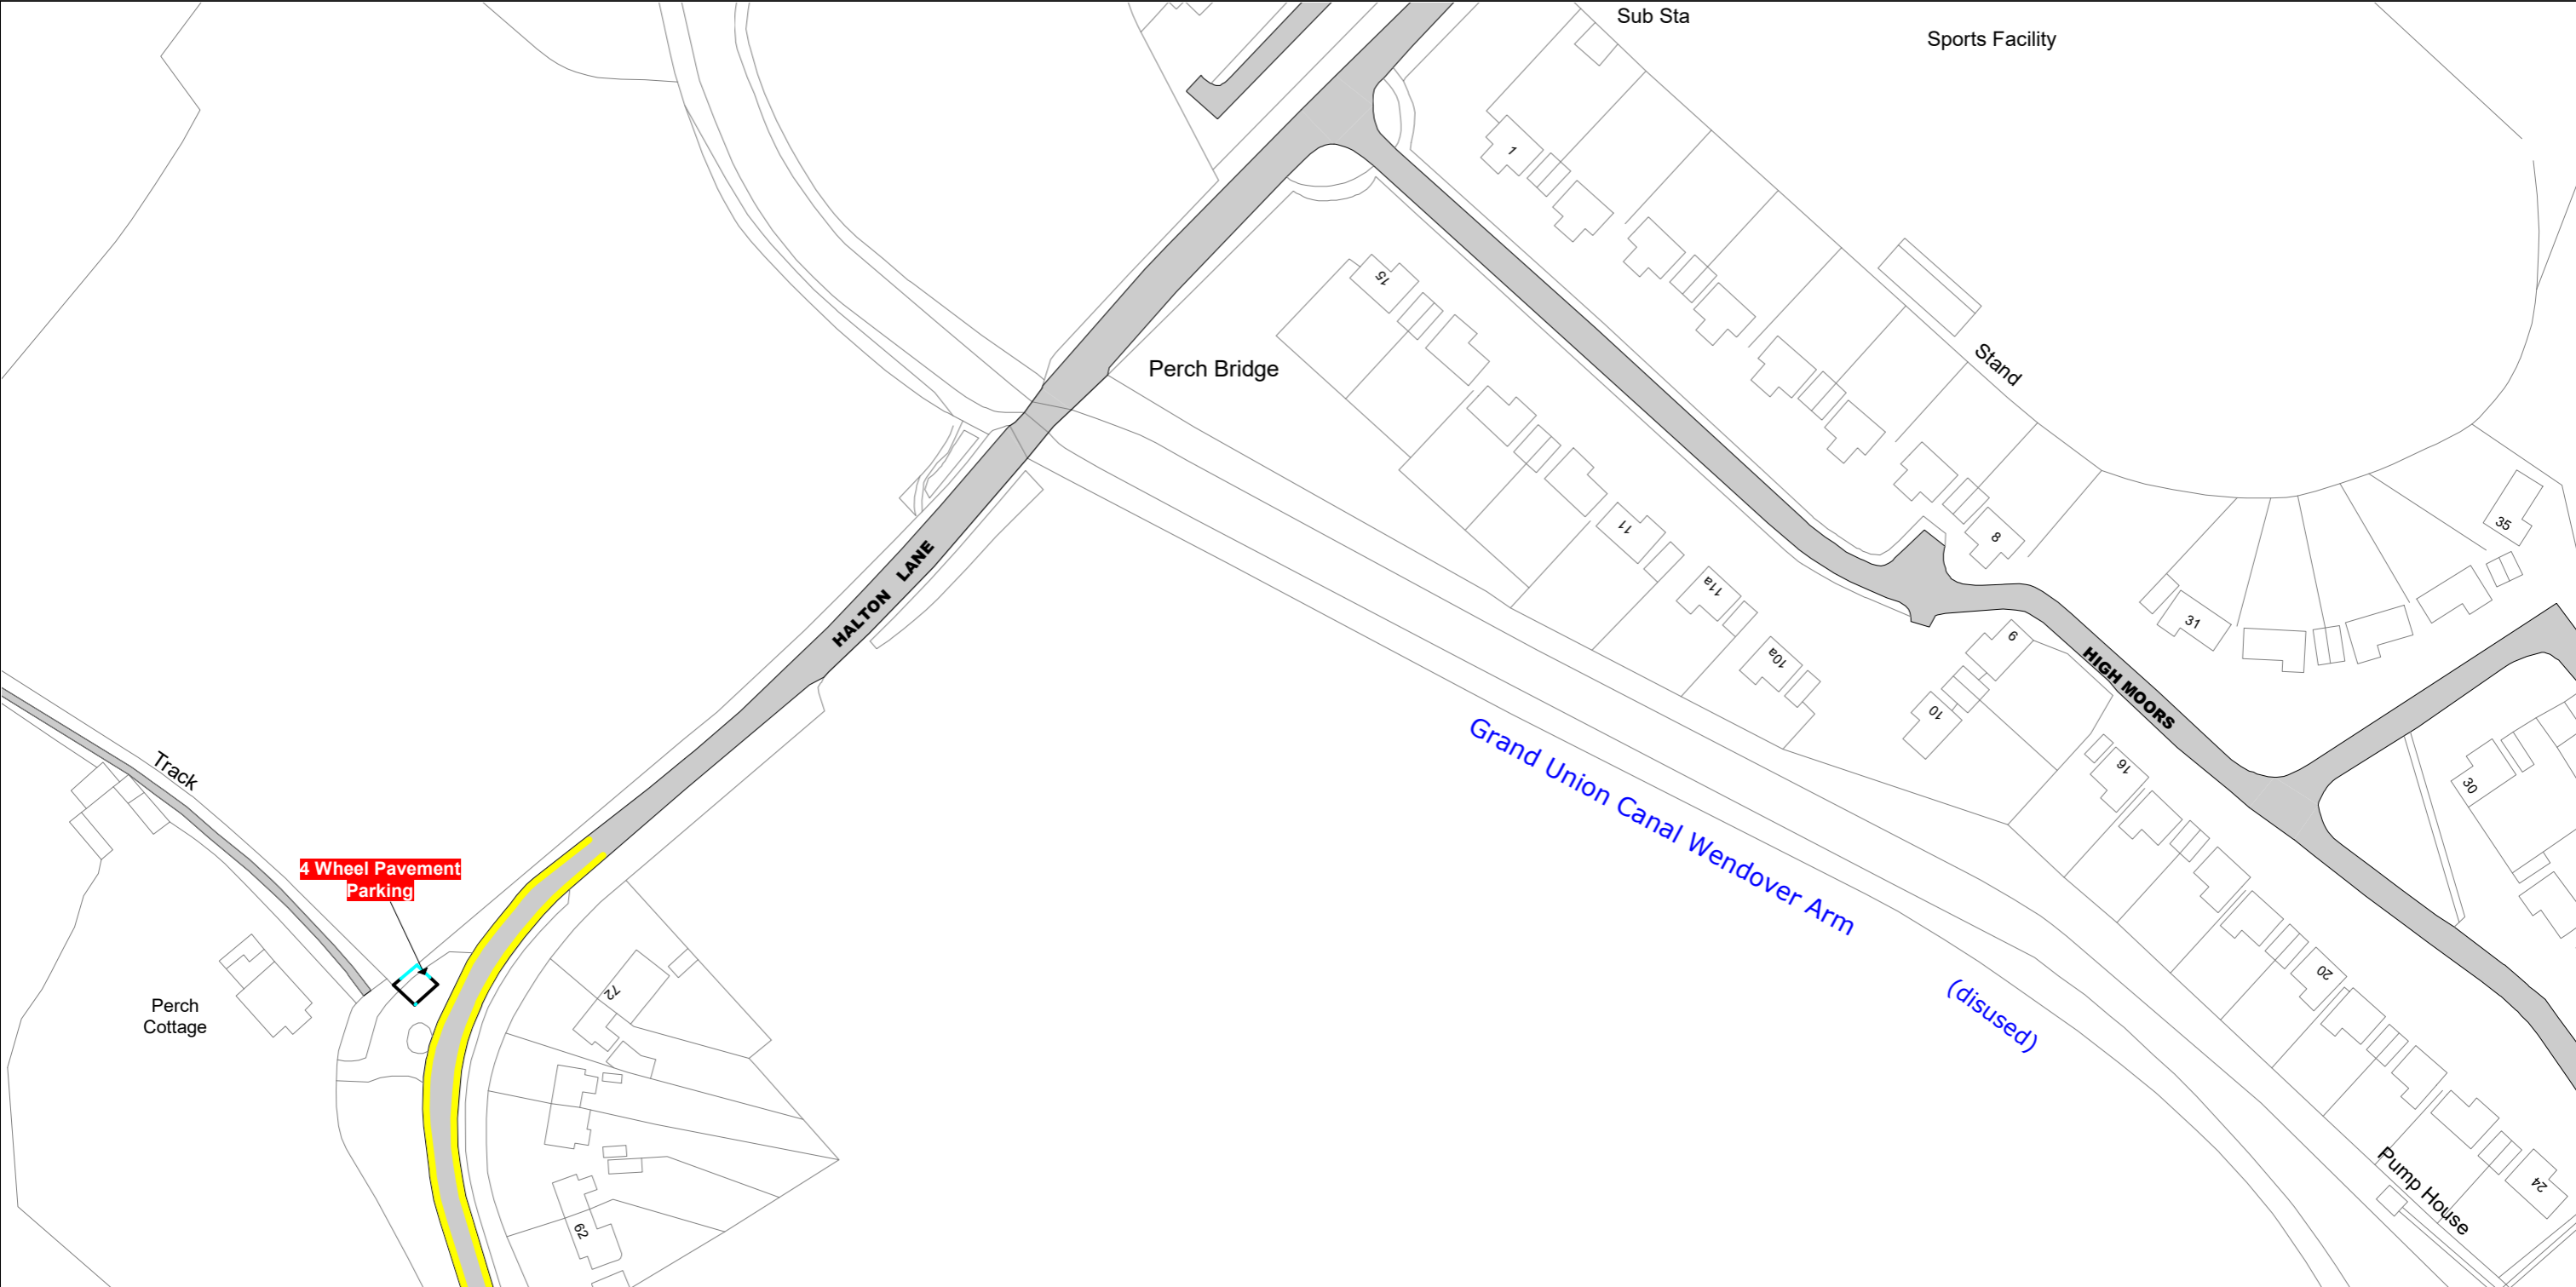 Sub Sta
Sports Facility
1
15
Perch Bridge
Stand
35
11
8
HALTON LANE
11a
31
9
10a
HIGH MOORS
10
16
Track
30
Grand Union Canal Wendover Arm
4 Wheel Pavement
Parking
20
72
Perch
Cottage
(disused)
Pump House
24
62